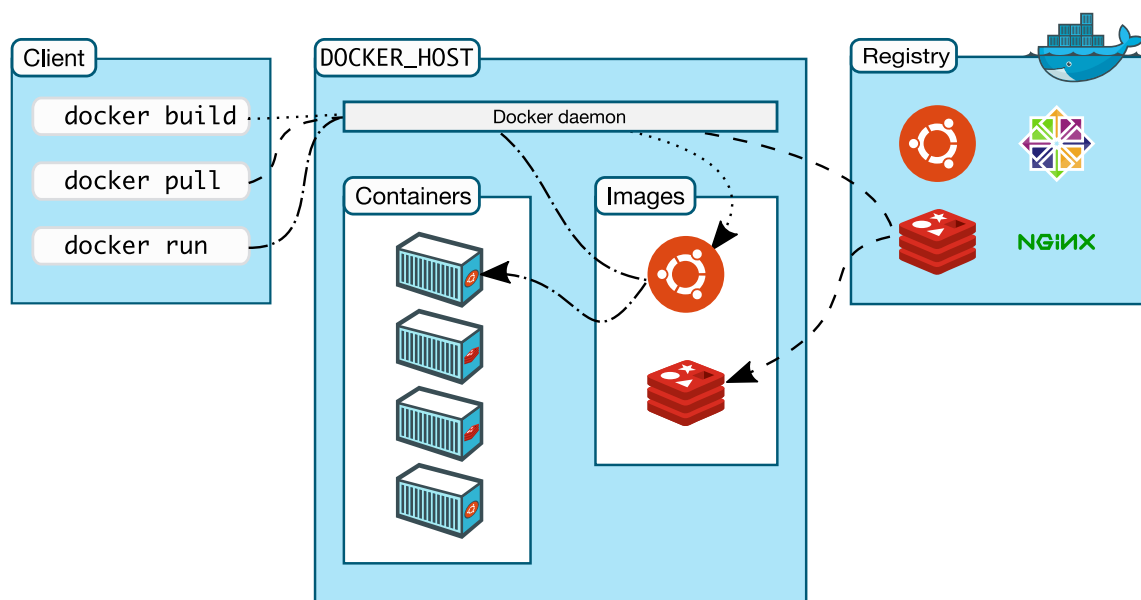 Client
docker build
docker pull
docker run
DOCKER_HOST
Docker daemon
Containers
Images
Registry
NGINX